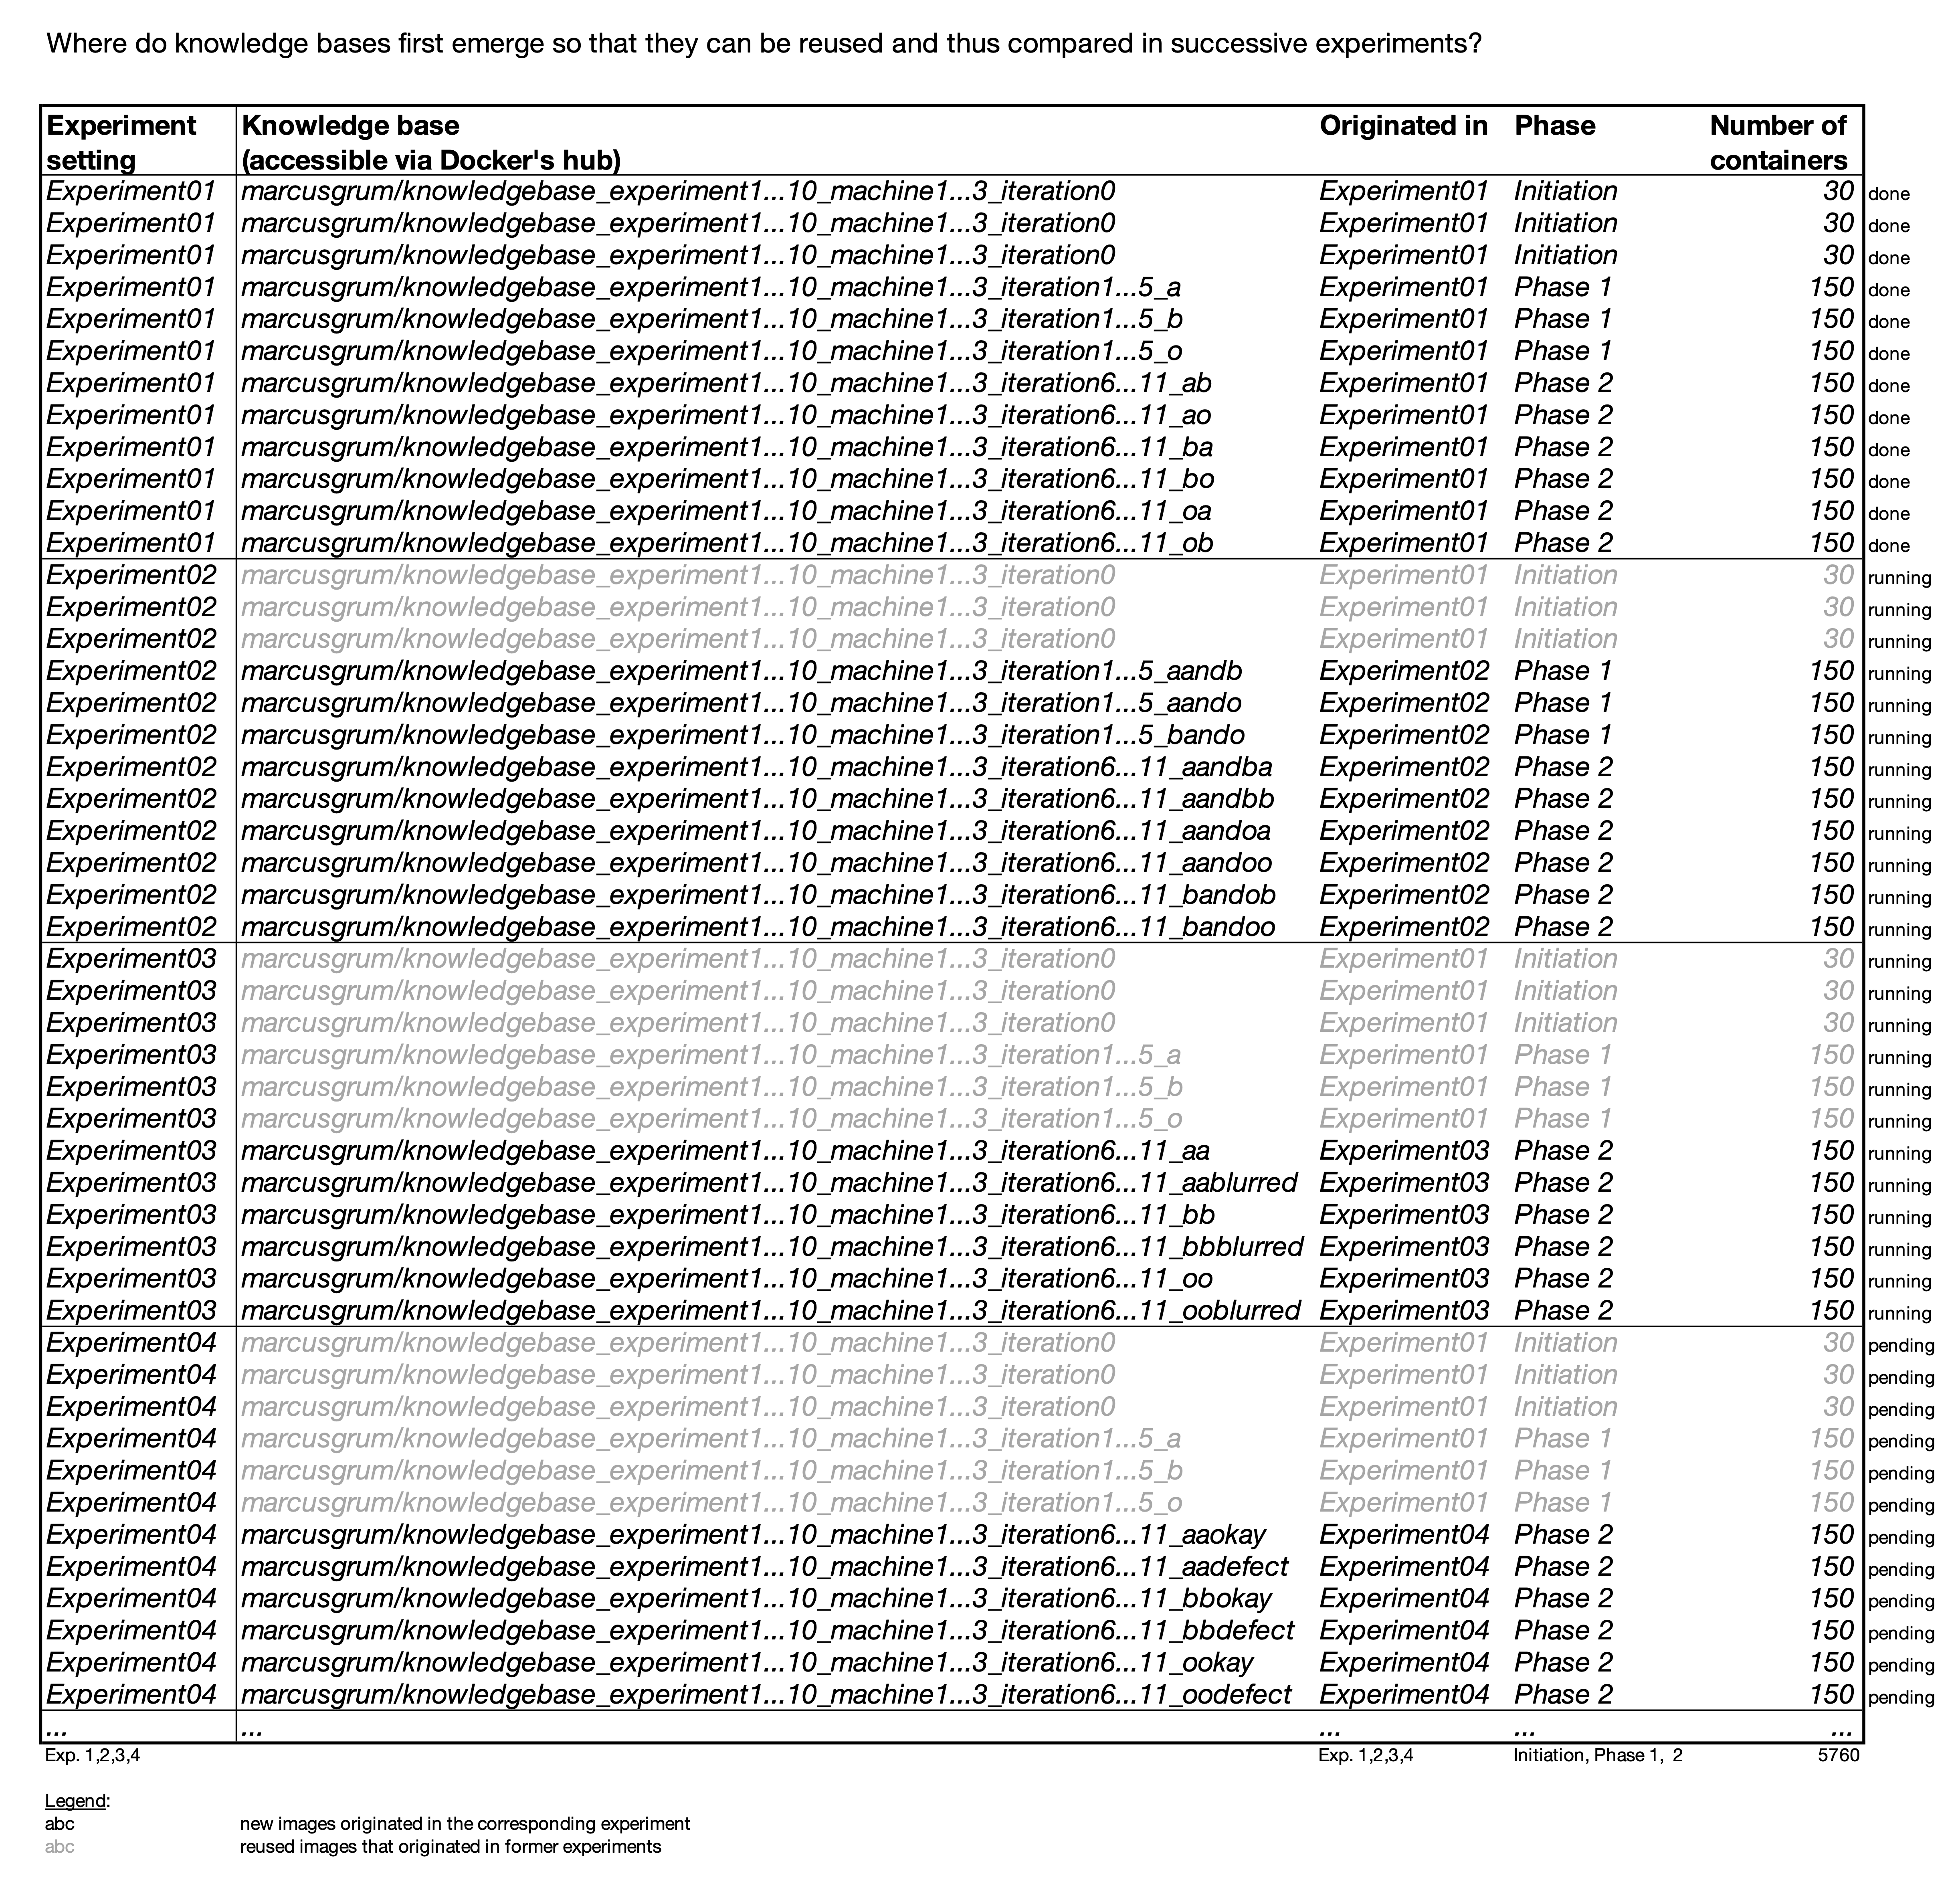 Where do knowledge bases first emerge so that they can be reused and thus compared in successive experiments?
Experiment setting Knowledge base (accessible via Docker's hub) Originated in Phase Number of containers
Experiment01 marcusgrum/knowledgebase_experiment1...10_machine1...3_iteration0 Experiment01 Initiation 30 done
Experiment01 marcusgrum/knowledgebase_experiment1...10_machine1...3_iteration0 Experiment01 Initiation 30 done
Experiment01 marcusgrum/knowledgebase_experiment1...10_machine1...3_iteration0 Experiment01 Initiation 30 done
Experiment01 marcusgrum/knowledgebase_experiment1...10_machine1...3_iteration1...5_a Experiment01 Phase 1 150 done
Experiment01 marcusgrum/knowledgebase_experiment1...10_machine1...3_iteration1...5_b Experiment01 Phase 1 150 done
Experiment01 marcusgrum/knowledgebase_experiment1...10_machine1...3_iteration1...5_o Experiment01 Phase 1 150 done
Experiment01 marcusgrum/knowledgebase_experiment1...10_machine1...3_iteration6...11_ab Experiment01 Phase 2 150 done
Experiment01 marcusgrum/knowledgebase_experiment1...10_machine1...3_iteration6...11_ao Experiment01 Phase 2 150 done
Experiment01 marcusgrum/knowledgebase_experiment1...10_machine1...3_iteration6...11_ba Experiment01 Phase 2 150 done
Experiment01 marcusgrum/knowledgebase_experiment1...10_machine1...3_iteration6...11_bo Experiment01 Phase 2 150 done
Experiment01 marcusgrum/knowledgebase_experiment1...10_machine1...3_iteration6...11_oa Experiment01 Phase 2 150 done
Experiment01 marcusgrum/knowledgebase_experiment1...10_machine1...3_iteration6...11_ob Experiment01 Phase 2 150 done
Experiment02 marcusgrum/knowledgebase_experiment1...10_machine1...3_iteration0 Experiment01 Initiation 30 running
Experiment02 marcusgrum/knowledgebase_experiment1...10_machine1...3_iteration0 Experiment01 Initiation 30 running
Experiment02 marcusgrum/knowledgebase_experiment1...10_machine1...3_iteration0 Experiment01 Initiation 30 running
Experiment02 marcusgrum/knowledgebase_experiment1...10_machine1...3_iteration1...5_aandb Experiment02 Phase 1 150 running
Experiment02 marcusgrum/knowledgebase_experiment1...10_machine1...3_iteration1...5_aando Experiment02 Phase 1 150 running
Experiment02 marcusgrum/knowledgebase_experiment1...10_machine1...3_iteration1...5_bando Experiment02 Phase 1 150 running
Experiment02 marcusgrum/knowledgebase_experiment1...10_machine1...3_iteration6...11_aandba Experiment02 Phase 2 150 running
Experiment02 marcusgrum/knowledgebase_experiment1...10_machine1...3_iteration6...11_aandbb Experiment02 Phase 2 150 running
Experiment02 marcusgrum/knowledgebase_experiment1...10_machine1...3_iteration6...11_aandoa Experiment02 Phase 2 150 running
Experiment02 marcusgrum/knowledgebase_experiment1...10_machine1...3_iteration6...11_aandoo Experiment02 Phase 2 150 running
Experiment02 marcusgrum/knowledgebase_experiment1...10_machine1...3_iteration6...11_bandob Experiment02 Phase 2 150 running
Experiment02 marcusgrum/knowledgebase_experiment1...10_machine1...3_iteration6...11_bandoo Experiment02 Phase 2 150 running
Experiment03 marcusgrum/knowledgebase_experiment1...10_machine1...3_iteration0 Experiment01 Initiation 30 running
Experiment03 marcusgrum/knowledgebase_experiment1...10_machine1...3_iteration0 Experiment01 Initiation 30 running
Experiment03 marcusgrum/knowledgebase_experiment1...10_machine1...3_iteration0 Experiment01 Initiation 30 running
Experiment03 marcusgrum/knowledgebase_experiment1...10_machine1...3_iteration1...5_a Experiment01 Phase 1 150 running
Experiment03 marcusgrum/knowledgebase_experiment1...10_machine1...3_iteration1...5_b Experiment01 Phase 1 150 running
Experiment03 marcusgrum/knowledgebase_experiment1...10_machine1...3_iteration1...5_o Experiment01 Phase 1 150 running
Experiment03 marcusgrum/knowledgebase_experiment1...10_machine1...3_iteration6...11_aa Experiment03 Phase 2 150 running
Experiment03 marcusgrum/knowledgebase_experiment1...10_machine1...3_iteration6...11_aablurred Experiment03 Phase 2 150 running
Experiment03 marcusgrum/knowledgebase_experiment1...10_machine1...3_iteration6...11_bb Experiment03 Phase 2 150 running
Experiment03 marcusgrum/knowledgebase_experiment1...10_machine1...3_iteration6...11_bbblurred Experiment03 Phase 2 150 running
Experiment03 marcusgrum/knowledgebase_experiment1...10_machine1...3_iteration6...11_oo Experiment03 Phase 2 150 running
Experiment03 marcusgrum/knowledgebase_experiment1...10_machine1...3_iteration6...11_ooblurred Experiment03 Phase 2 150 running
Experiment04 marcusgrum/knowledgebase_experiment1...10_machine1...3_iteration0 Experiment01 Initiation 30 pending
Experiment04 marcusgrum/knowledgebase_experiment1...10_machine1...3_iteration0 Experiment01 Initiation 30 pending
Experiment04 marcusgrum/knowledgebase_experiment1...10_machine1...3_iteration0 Experiment01 Initiation 30 pending
Experiment04 marcusgrum/knowledgebase_experiment1...10_machine1...3_iteration1...5_a Experiment01 Phase 1 150 pending
Experiment04 marcusgrum/knowledgebase_experiment1...10_machine1...3_iteration1...5_b Experiment01 Phase 1 150 pending
Experiment04 marcusgrum/knowledgebase_experiment1...10_machine1...3_iteration1...5_o Experiment01 Phase 1 150 pending
Experiment04 marcusgrum/knowledgebase_experiment1...10_machine1...3_iteration6...11_aaokay Experiment04 Phase 2 150 pending
Experiment04 marcusgrum/knowledgebase_experiment1...10_machine1...3_iteration6...11_aadefect Experiment04 Phase 2 150 pending
Experiment04 marcusgrum/knowledgebase_experiment1...10_machine1...3_iteration6...11_bbokay Experiment04 Phase 2 150 pending
Experiment04 marcusgrum/knowledgebase_experiment1...10_machine1...3_iteration6...11_bbdefect Experiment04 Phase 2 150 pending
Experiment04 marcusgrum/knowledgebase_experiment1...10_machine1...3_iteration6...11_ookay Experiment04 Phase 2 150 pending
Experiment04 marcusgrum/knowledgebase_experiment1...10_machine1...3_iteration6...11_oodefect Experiment04 Phase 2 150 pending
... ... ... ... ...
Exp. 1,2,3,4 Exp. 1,2,3,4 Initiation, Phase 1, 2 5760
Legend:
abc new images originated in the corresponding experiment
abc reused images that originated in former experiments